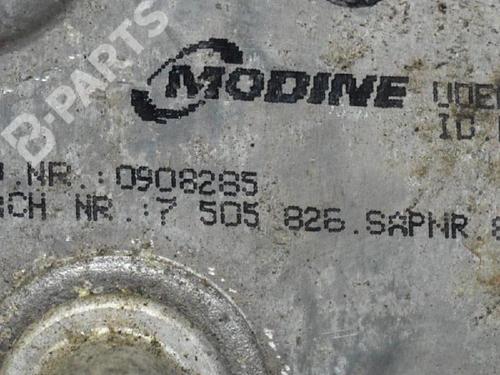 B-PARTS
MODINE
.NR.:0908285
CH NR.:7 505 826.SAPNR